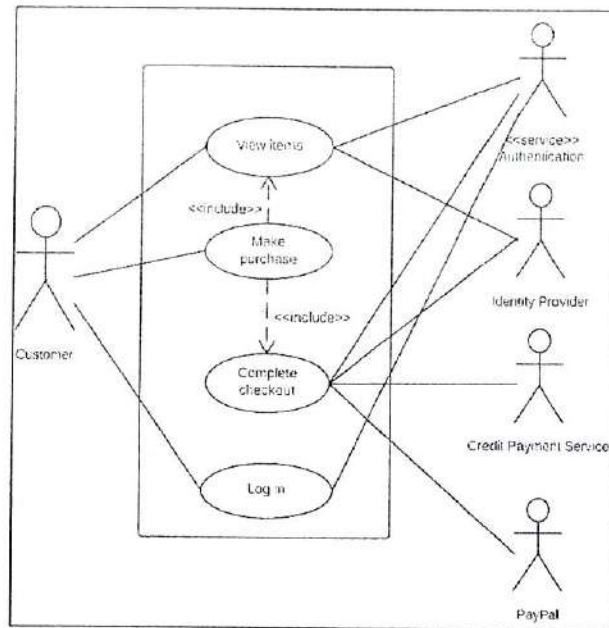 View items
<<service>>
Authentication
<<include>>
Make
purchase
Identity Provider
<<include>>
Customer
Complete
checkout
Credit Payment Service
Log in
PayPal